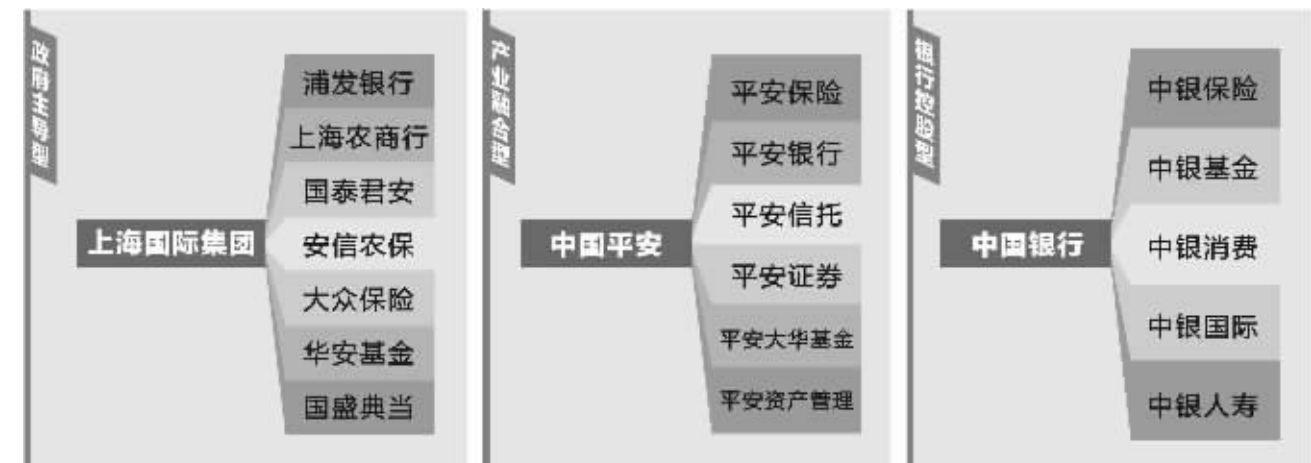 政府主导型
上海国际集团
浦发银行
上海农商行
国泰君安
安信农保
大众保险
华安基金
国盛典当
产业融合型
中国平安
平安保险
平安银行
平安信托
平安证券
平安大华基金
平安资产管理
银行控股型
中国银行
中银保险
中银基金
中银消费
中银国际
中银人寿